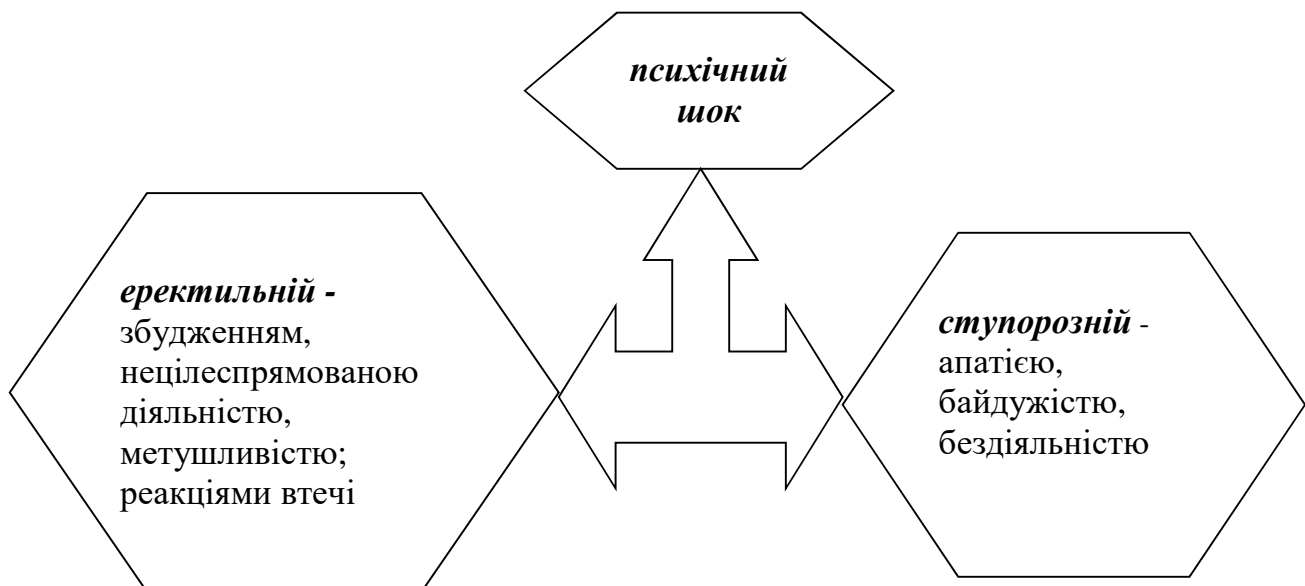 психічний
шок
еректильній -
збудженням,
нецілеспрямованою
діяльністю,
метушливістю;
реакціями втечі
ступорозній -
апатією,
байдужістю,
бездіяльністю